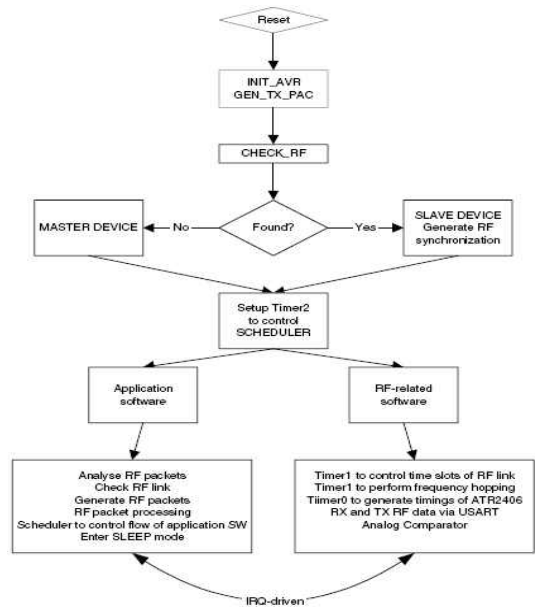 Reset
INIT_AVR
GEN_TX_PAC
CHECK_RF
MASTER DEVICE
No
Found?
Yes
SLAVE DEVICE
Generate RF
synchronization
Setup Timer2
to control
SCHEDULER
Application
software
RF-related
software
Analyse RF packets
Check RF link
Generate RF packets
RF packet processing
Scheduler to control flow of application SW
Enter SLEEP mode
Timer1 to control time slots of RF link
Timer1 to perform frequency hopping
Tiimer0 to generate timings of ATR2406
RX and TX RF data via USART
Analog Comparator
IRQ-driven